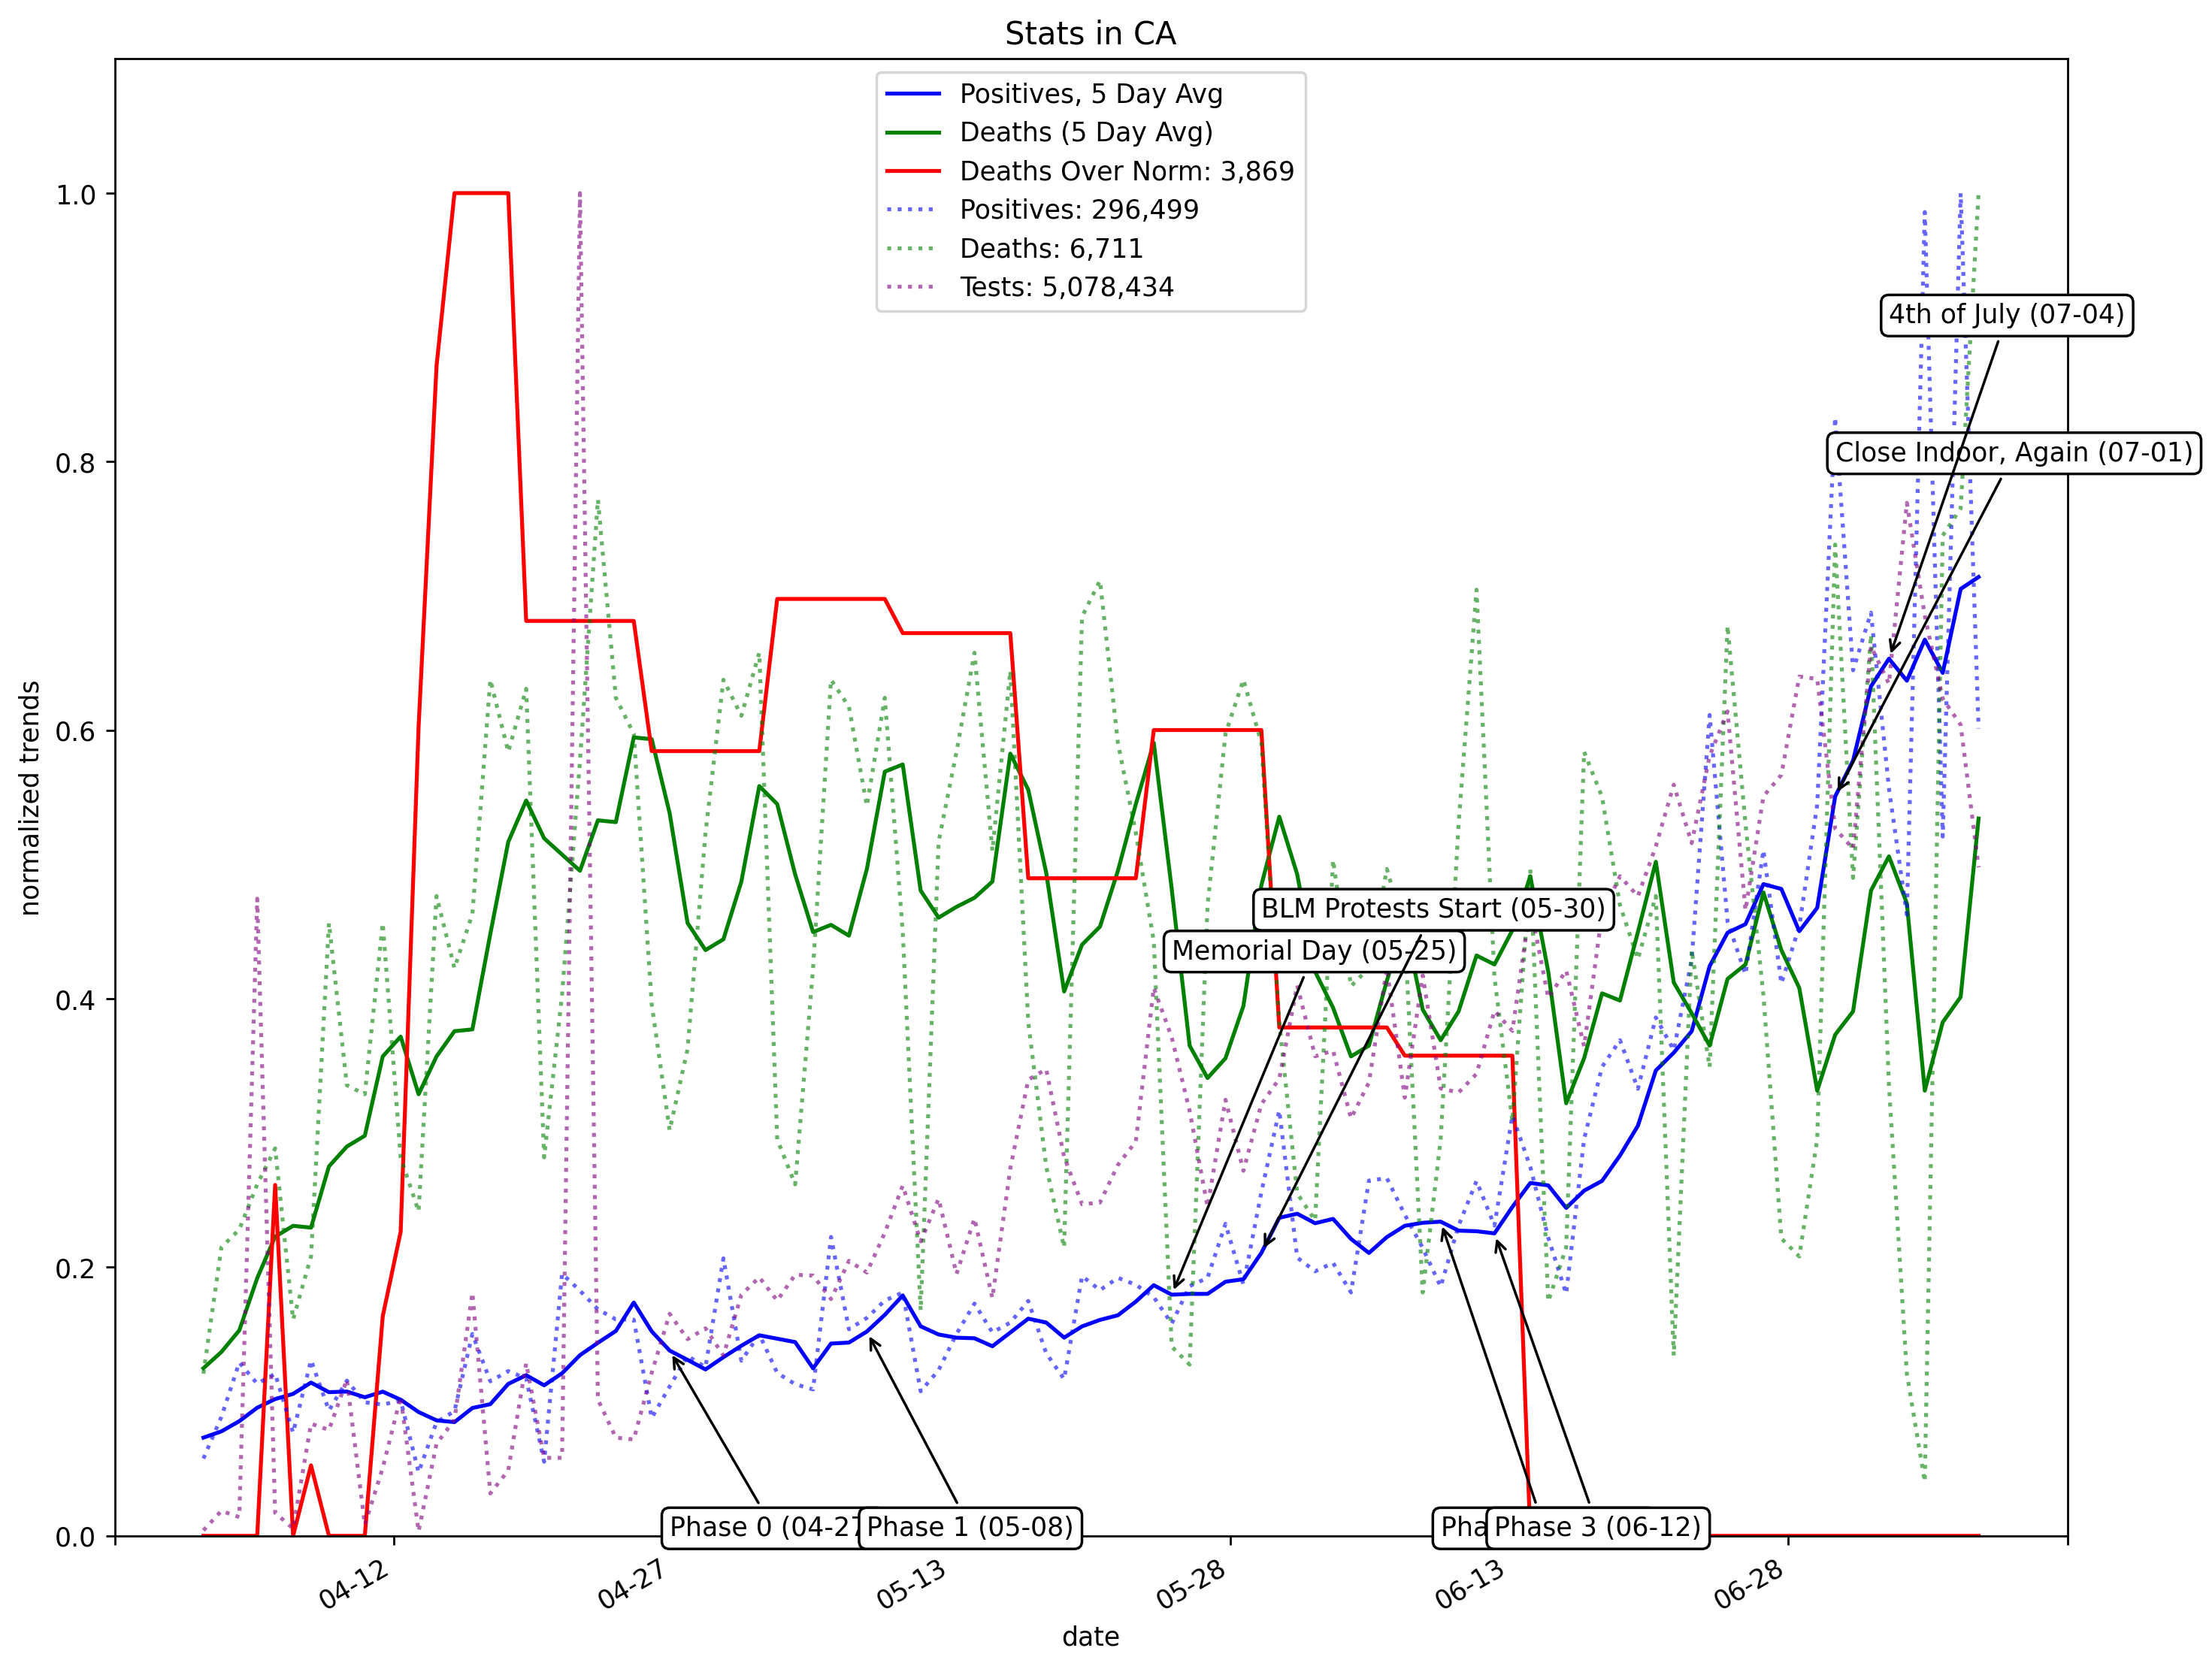 Stats in CA
Positives, 5 Day Avg
Deaths (5 Day Avg)
Deaths Over Norm: 3,869
Positives: 296,499
Deaths: 6,711
Tests: 5,078,434
1.0
0.8
0.6
0.4
0.2
0.0
normalized trends
4th of July (07-04)
Close Indoor, Again (07-01)
BLM Protests Start (05-30)
Memorial Day (05-25)
Phase 0 (04-27
Phase 1 (05-08)
Pha
Phase 3 (06-12)
04-12
04-27
05-13
05-28
06-13
06-28
date